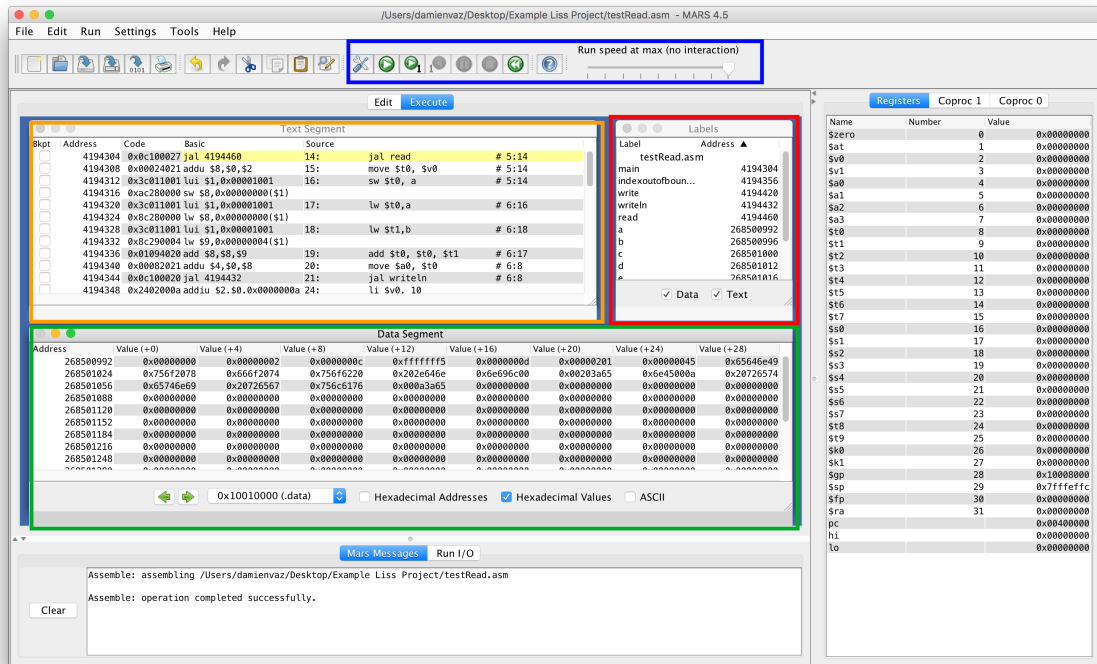 /Users/damienvaz/Desktop/Example Liss Project/testRead.asm - MARS 4.5
File Edit Run Settings Tools Help
Run speed at max (no interaction)
Edit Execute
Text Segment
Bkpt Address Code Basic Source
4194304 0x0c100027 jal 4194460 14: jal read # 5:14
4194308 0x00024021 addu $8,$0,$2 15: move $t0, $v0 # 5:14
4194312 0x3c011001 lui $1,0x00001001 16: sw $t0, a # 5:14
4194316 0xac280000 sw $8,0x00000000($1)
4194320 0x3c011001 lui $1,0x00001001 17: lw $t0,a # 6:16
4194324 0x8c280000 lw $8,0x00000000($1)
4194328 0x3c011001 lui $1,0x00001001 18: lw $t1,b # 6:18
4194332 0x8c290004 lw $9,0x00000004($1)
4194336 0x01094020 add $8,$8,$9 19: add $t0, $t0, $t1 # 6:17
4194340 0x00082021 addu $4,$0,$8 20: move $a0, $t0 # 6:8
4194344 0x0c100020 jal 4194432 21: jal writeln # 6:8
4194348 0x2402000a addiu $2,$0,0x0000000a 24: li $v0, 10
Labels
Label Address ▲
testRead.asm
main 4194304
indexoutofboun... 4194356
write 4194420
writeln 4194432
read 4194460
a 268500992
b 268500996
c 268501000
d 268501012
e 268501016
Data Text
Data Segment
Address Value (+0) Value (+4) Value (+8) Value (+12) Value (+16) Value (+20) Value (+24) Value (+28)
268500992 0x00000000 0x00000002 0x0000000c 0xfffffff5 0x0000000d 0x00000201 0x00000045 0x65646e49
268501024 0x756f2078 0x666f2074 0x756f6220 0x202e646e 0x6e696c00 0x00203a65 0x6e45000a 0x20726574
268501056 0x65746e69 0x20726567 0x756c6176 0x000a3a65 0x00000000 0x00000000 0x00000000 0x00000000
268501088 0x00000000 0x00000000 0x00000000 0x00000000 0x00000000 0x00000000 0x00000000 0x00000000
268501120 0x00000000 0x00000000 0x00000000 0x00000000 0x00000000 0x00000000 0x00000000 0x00000000
268501152 0x00000000 0x00000000 0x00000000 0x00000000 0x00000000 0x00000000 0x00000000 0x00000000
268501184 0x00000000 0x00000000 0x00000000 0x00000000 0x00000000 0x00000000 0x00000000 0x00000000
268501216 0x00000000 0x00000000 0x00000000 0x00000000 0x00000000 0x00000000 0x00000000 0x00000000
268501248 0x00000000 0x00000000 0x00000000 0x00000000 0x00000000 0x00000000 0x00000000 0x00000000
0x10010000 (.data) Hexadecimal Addresses Hexadecimal Values ASCII
Mars Messages Run I/O
Assemble: assembling /Users/damienvaz/Desktop/Example Liss Project/testRead.asm
Assemble: operation completed successfully.
Clear
Registers Coproc 1 Coproc 0
Name Number Value
$zero 0 0x00000000
$at 1 0x00000000
$v0 2 0x00000000
$v1 3 0x00000000
$a0 4 0x00000000
$a1 5 0x00000000
$a2 6 0x00000000
$a3 7 0x00000000
$t0 8 0x00000000
$t1 9 0x00000000
$t2 10 0x00000000
$t3 11 0x00000000
$t4 12 0x00000000
$t5 13 0x00000000
$t6 14 0x00000000
$t7 15 0x00000000
$s0 16 0x00000000
$s1 17 0x00000000
$s2 18 0x00000000
$s3 19 0x00000000
$s4 20 0x00000000
$s5 21 0x00000000
$s6 22 0x00000000
$s7 23 0x00000000
$t8 24 0x00000000
$t9 25 0x00000000
$k0 26 0x00000000
$k1 27 0x00000000
$gp 28 0x10008000
$sp 29 0x7fffeffc
$fp 30 0x00000000
$ra 31 0x00000000
pc 0x00400000
hi 0x00000000
lo 0x00000000